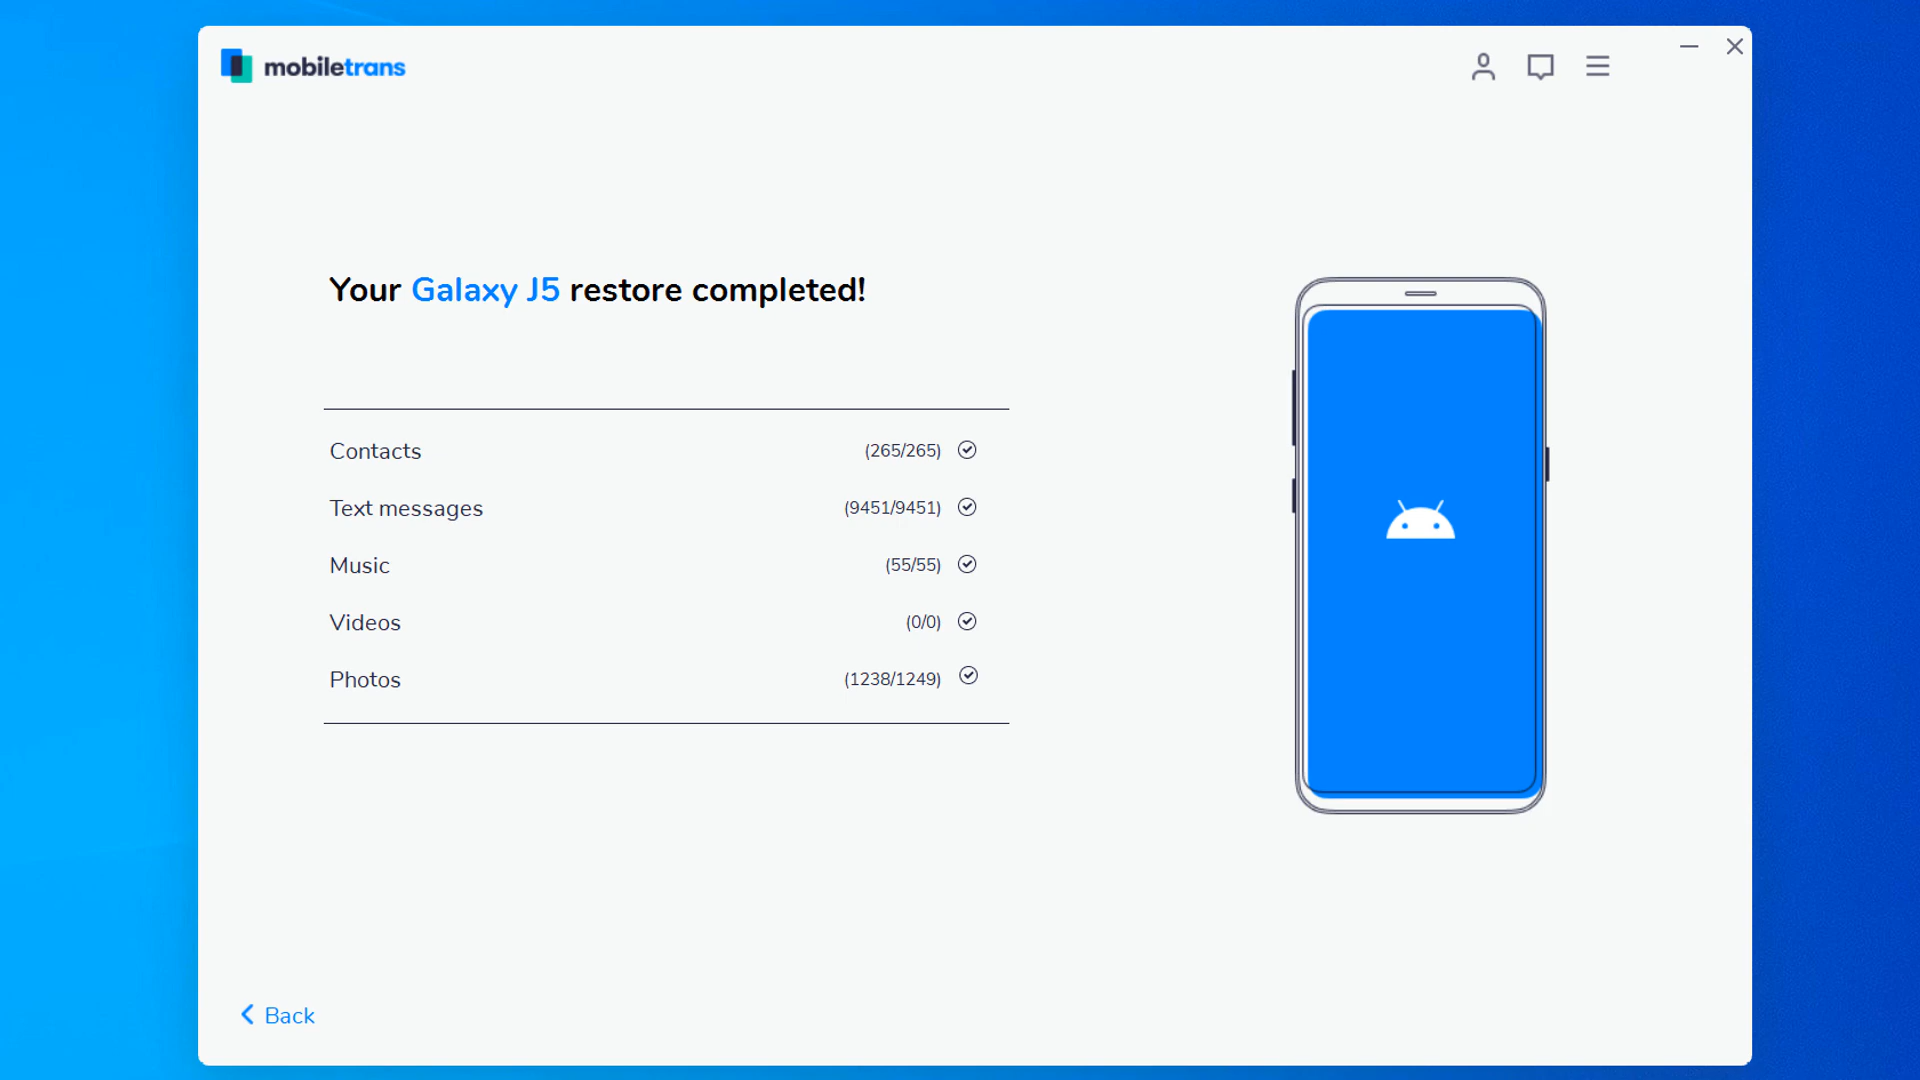 mobiletrans
Your Galaxy J5 restore completed!
Contacts (265/265)
Text messages (9451/9451)
Music (55/55)
Videos (0/0)
Photos (1238/1249)
Back